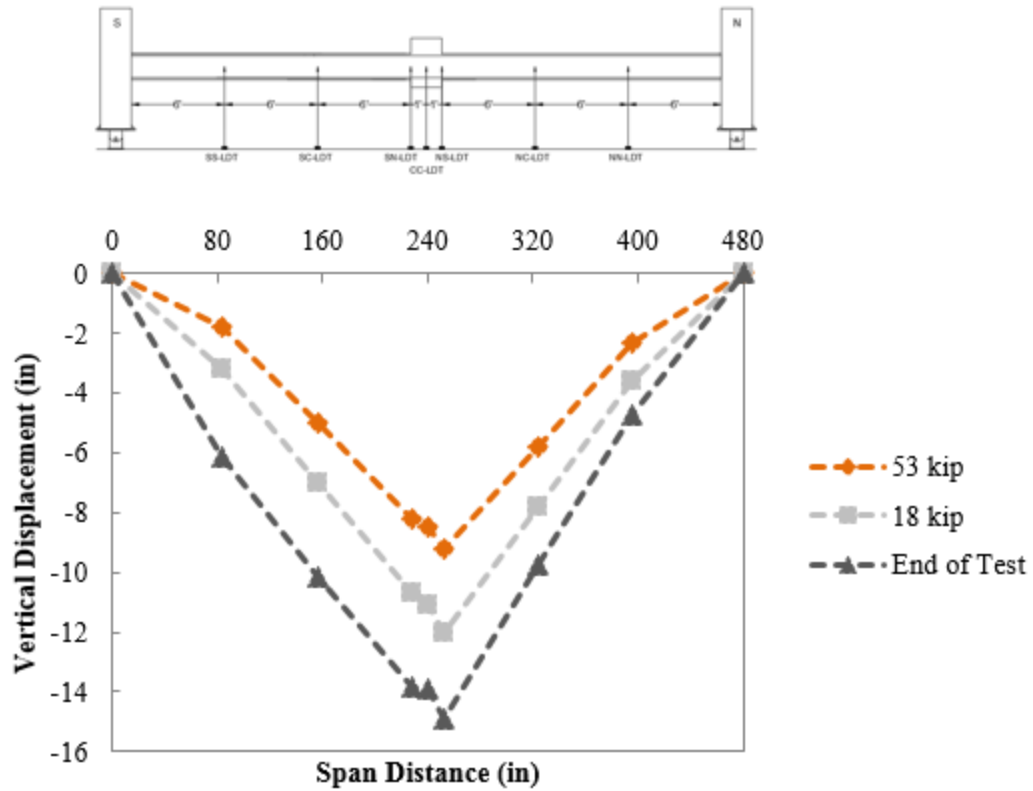 S N
6' 6' 6' 1' 1' 6' 6' 6'
SS-LDT SC-LDT SN-LDT NS-LDT NC-LDT NN-LDT
CC-LDT
0 80 160 240 320 400 480
0
-2
-4
-6
-8
-10
-12
-14
-16
Vertical Displacement (in)
Span Distance (in)
53 kip
18 kip
End of Test